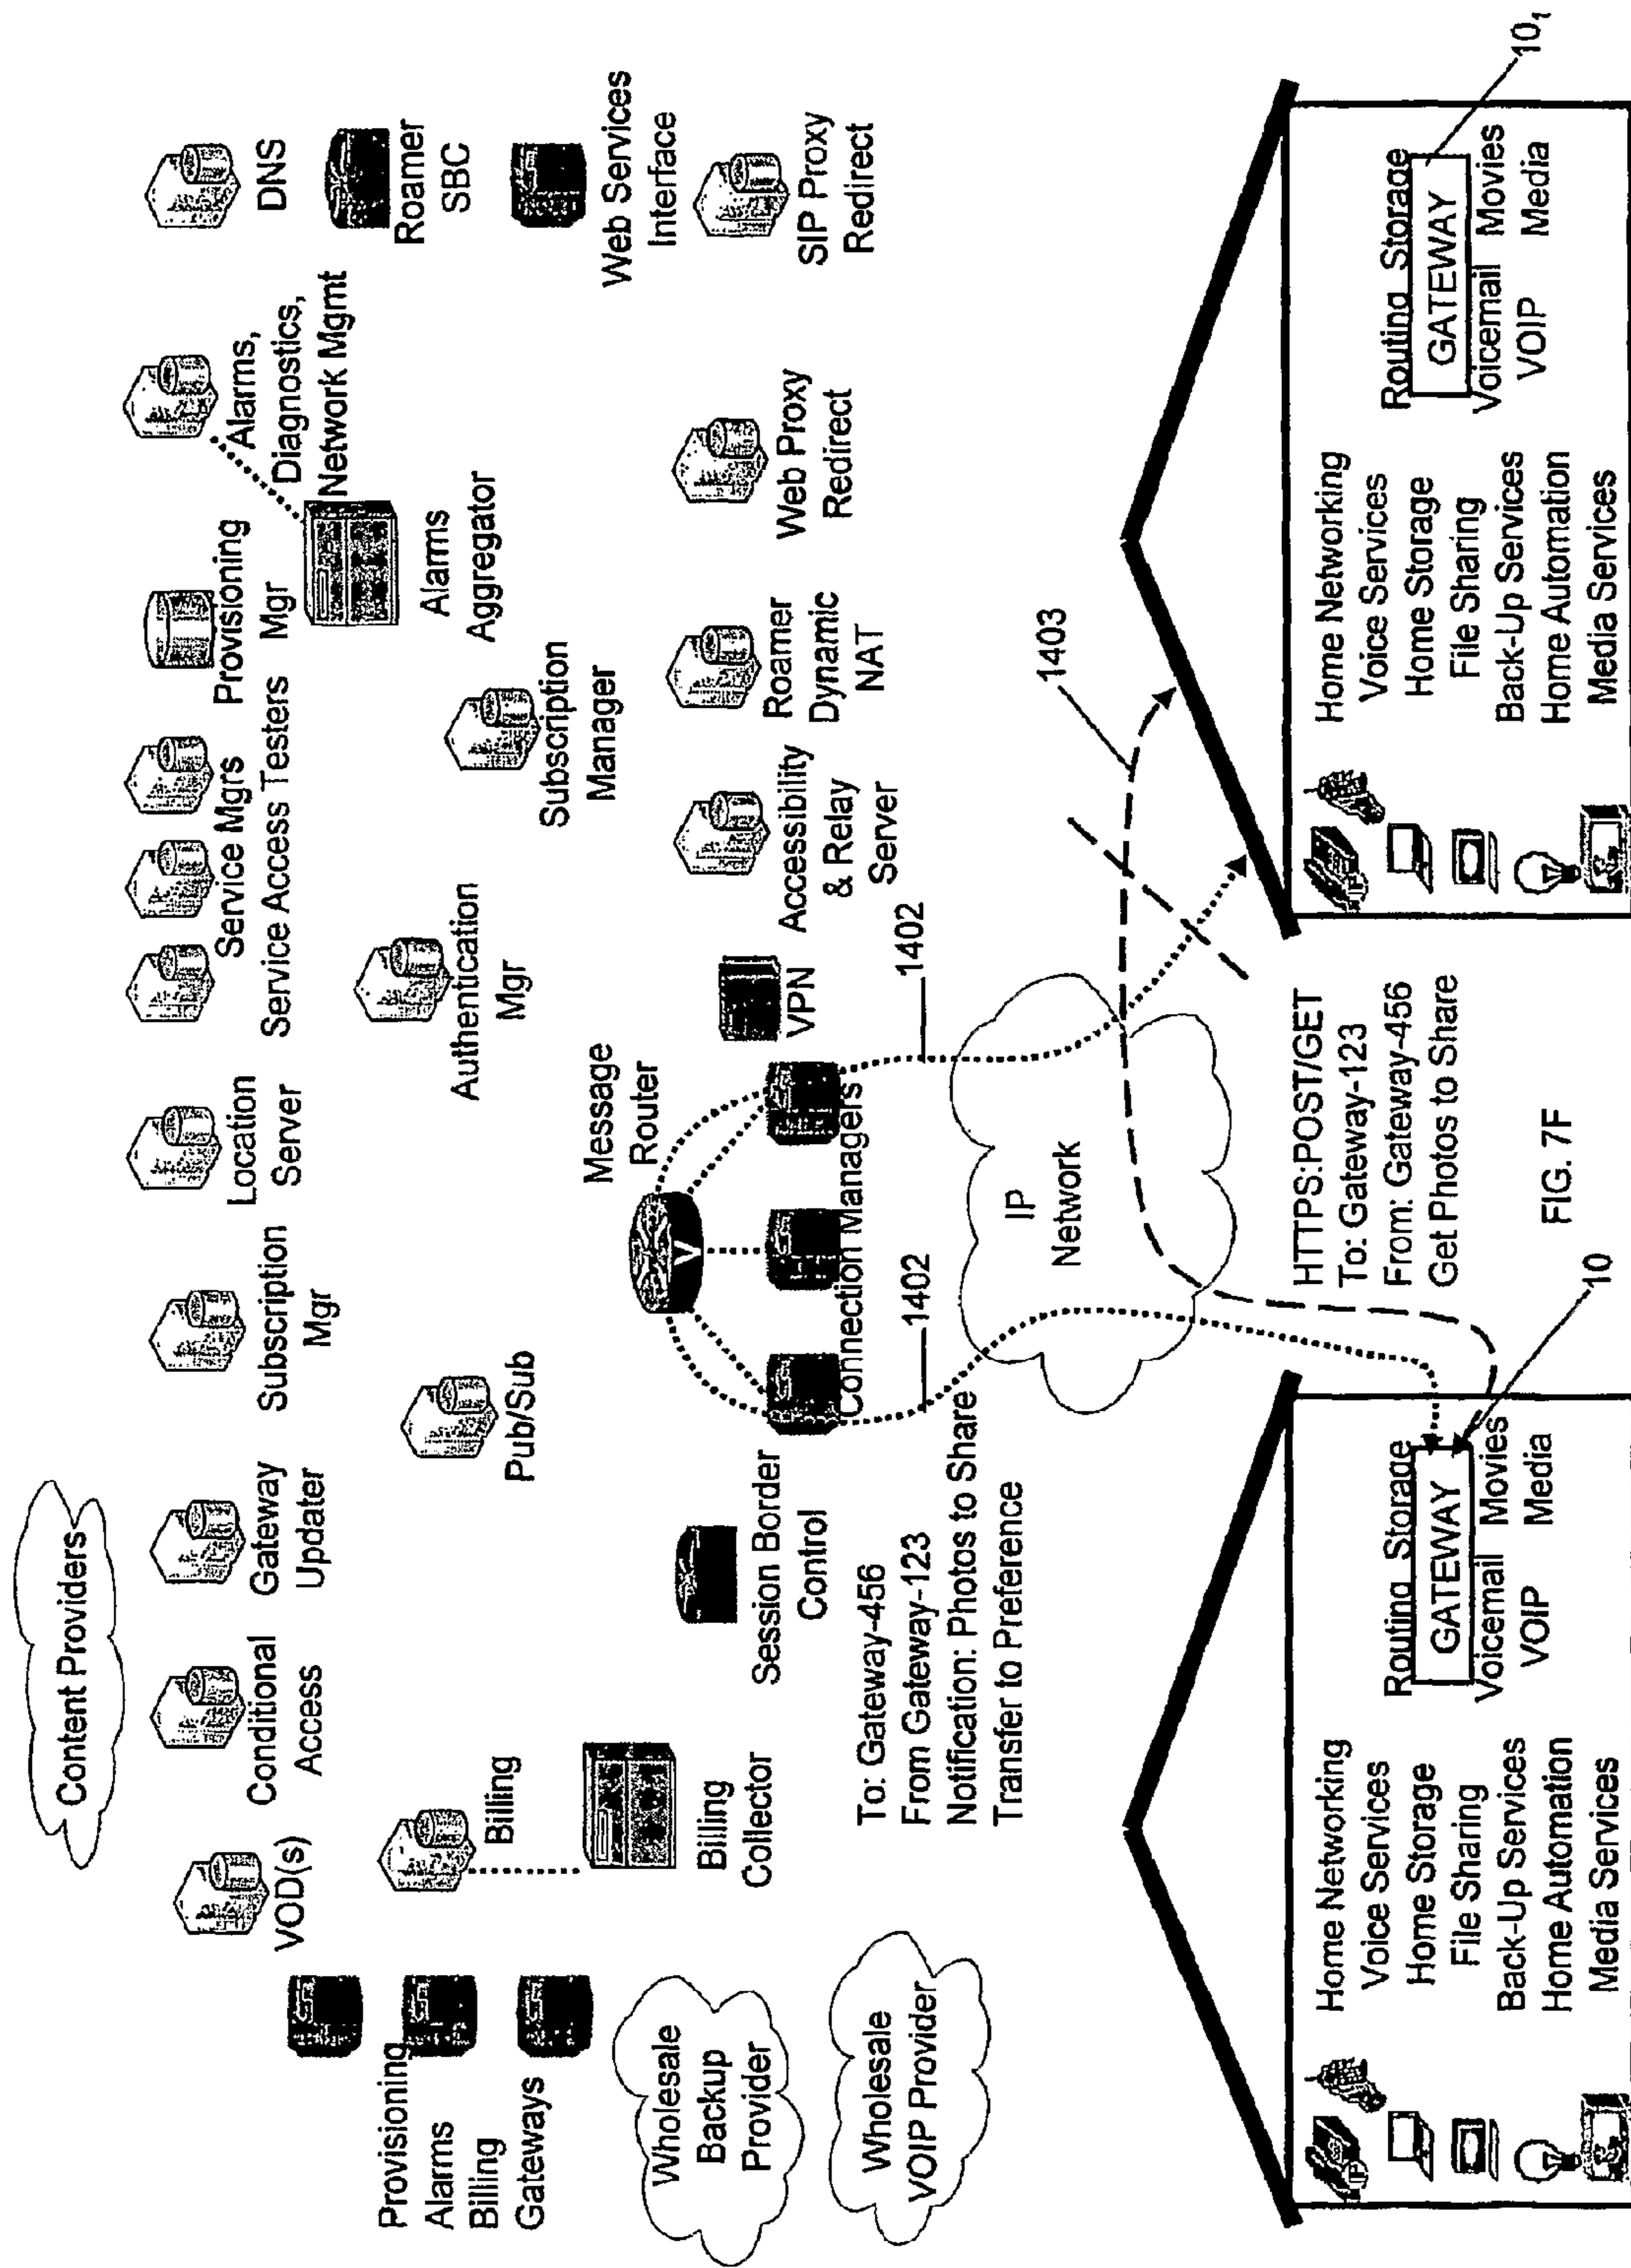 Content Providers
VOD(s)
Conditional
Access
Gateway
Updater
Subscription
Mgr
Location
Server
Service Mgrs
Service Access Testers
Provisioning
Mgr
Alarms,
Diagnostics,
Network Mgmt
DNS
Roamer
SBC
Web Services
Interface
SIP Proxy
Redirect
Provisioning
Alarms
Billing
Gateways
Billing
Billing
Collector
Pub/Sub
Authentication
Mgr
Subscription
Manager
Alarms
Aggregator
Wholesale
Backup
Provider
Wholesale
VOIP Provider
Session Border
Control
Message
Router
V
Connection Managers
VPN
Accessibility
& Relay
Server
Roamer
Dynamic
NAT
Web Proxy
Redirect
To: Gateway-456
From Gateway-123
Notification: Photos to Share
Transfer to Preference
1402
1402
1403
IP
Network
HTTPS:POST/GET
To: Gateway-123
From: Gateway-456
Get Photos to Share
Home Networking
Voice Services
Home Storage
File Sharing
Back-Up Services
Home Automation
Media Services
IP
Routing Storage
GATEWAY
Voicemail Movies
VOIP Media
10
Home Networking
Voice Services
Home Storage
File Sharing
Back-Up Services
Home Automation
Media Services
IP
Routing Storage
GATEWAY
Voicemail Movies
VOIP Media
10₁
FIG. 7F